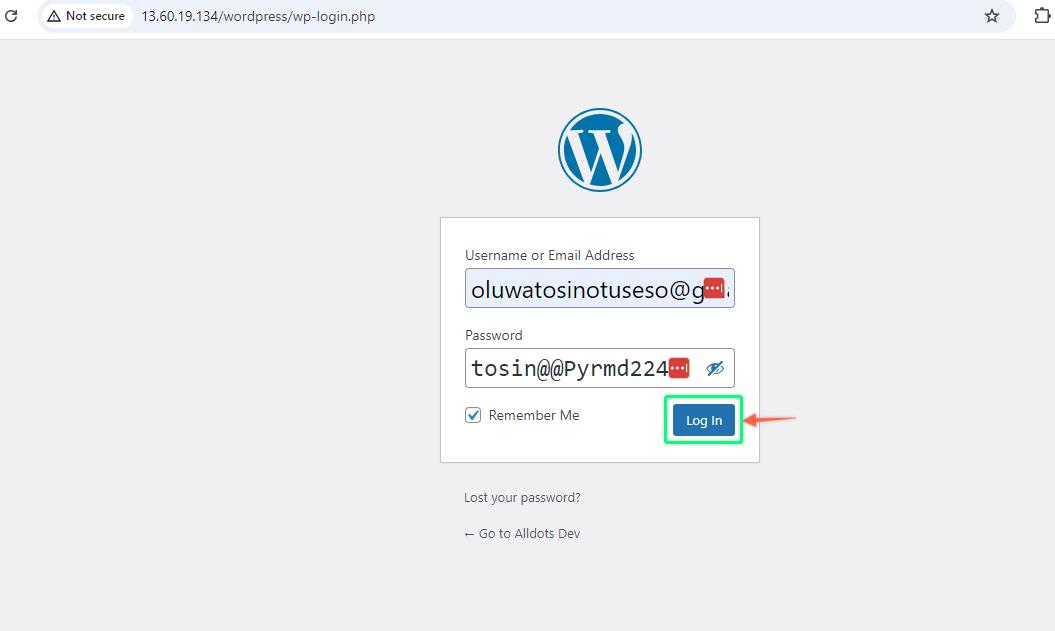 Not secure 13.60.19.134/wordpress/wp-login.php
Username or Email Address
oluwatosinotuseso@g
Password
tosin@@Pyrmd224
Remember Me
Log In
Lost your password?
← Go to Alldots Dev